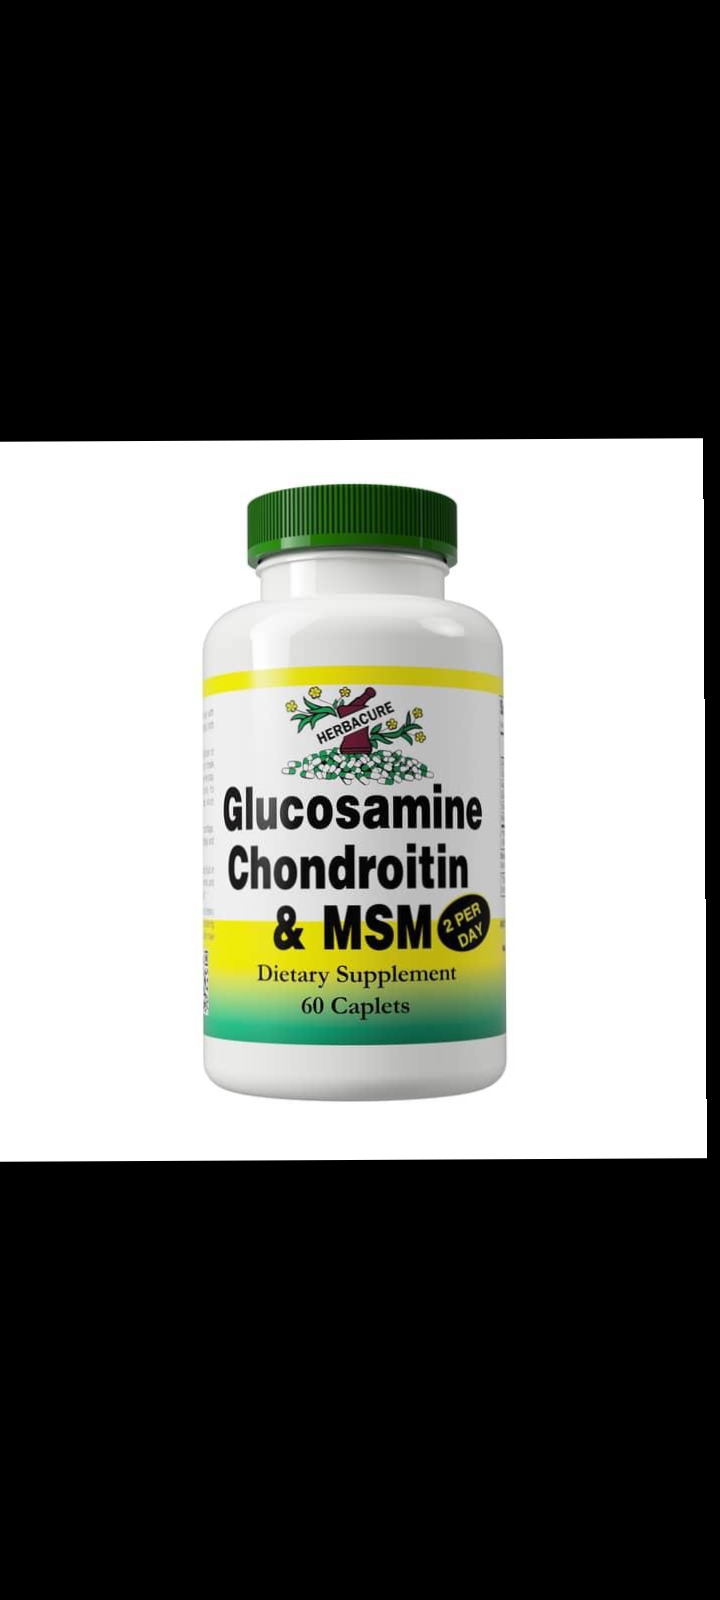 HERBACURE
Glucosamine
Chondroitin
& MSM
2 PER
DAY
Dietary Supplement
60 Caplets